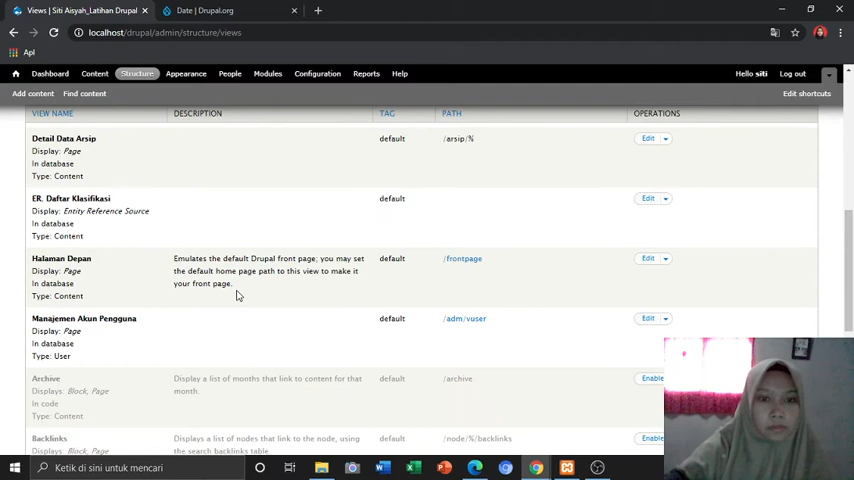 Views | Siti Aisyah_Latihan Drupal
Date | Drupal.org
localhost/drupal/admin/structure/views
Apl
Dashboard Content Structure Appearance People Modules Configuration Reports Help Hello siti Log out
Add content Find content Edit shortcuts
VIEW NAME DESCRIPTION TAG PATH OPERATIONS
Detail Data Arsip default /arsip/% Edit
Display: Page
In database
Type: Content
ER. Daftar Klasifikasi default Edit
Display: Entity Reference Source
In database
Type: Content
Halaman Depan Emulates the default Drupal front page; you may set default /frontpage Edit
Display: Page the default home page path to this view to make it
In database your front page.
Type: Content
Manajemen Akun Pengguna default /adm/vuser Edit
Display: Page
In database
Type: User
Archive Display a list of months that link to content for that default /archive Enable
Displays: Block, Page month.
In code
Type: Content
Backlinks Displays a list of nodes that link to the node, using default /node/%/backlinks Enable
Displays: Block, Page the search backlinks table.
Ketik di sini untuk mencari